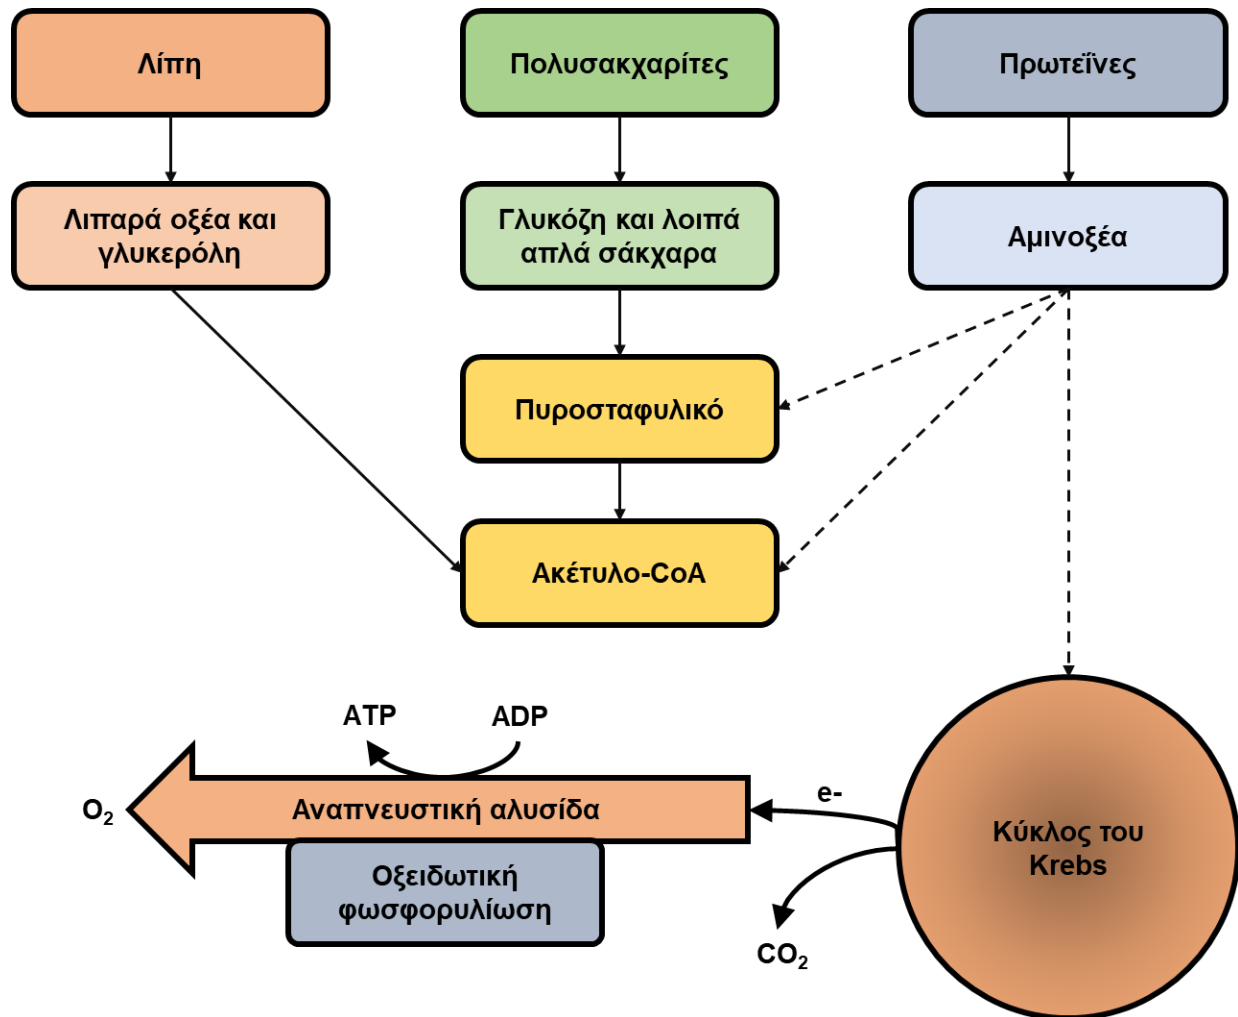 Λίπη
Πολυσακχαρίτες
Πρωτεΐνες
Λιπαρά οξέα και
γλυκερόλη
Γλυκόζη και λοιπά
απλά σάκχαρα
Αμινοξέα
Πυροσταφυλικό
Ακέτυλο-CoA
ATP
ADP
O₂
Αναπνευστική αλυσίδα
e-
Κύκλος του
Krebs
Οξειδωτική
φωσφορυλίωση
CO₂